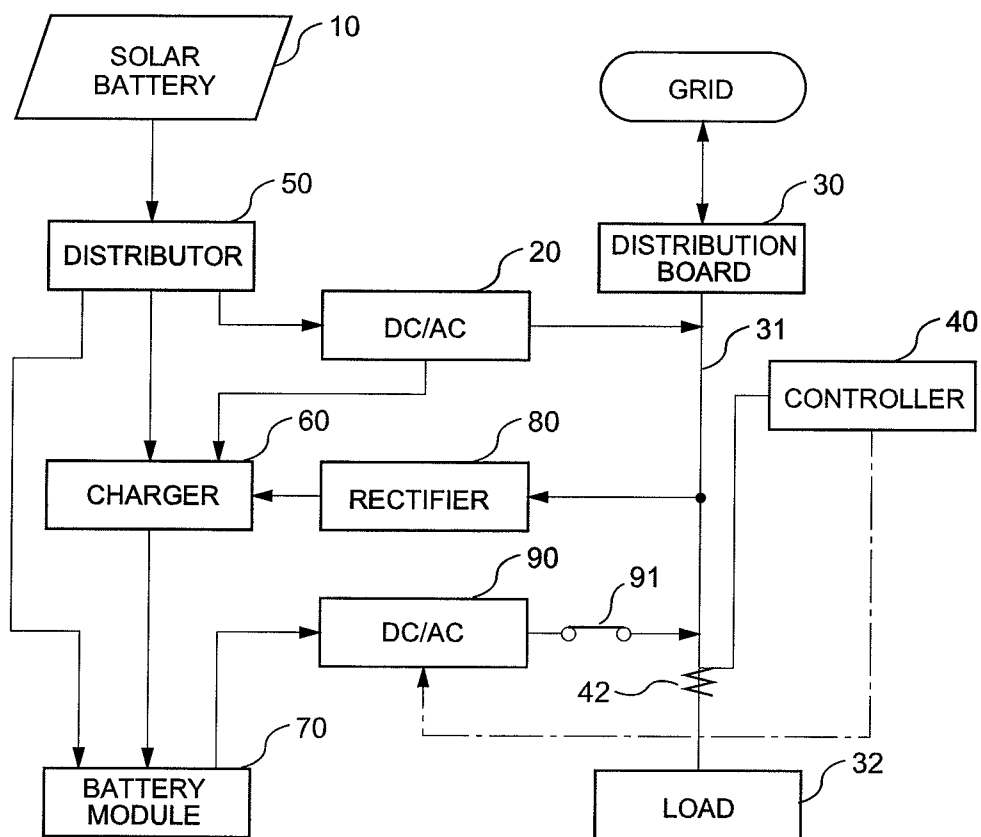 10
SOLAR
BATTERY
GRID
50
30
DISTRIBUTOR
DISTRIBUTION
BOARD
20
DC/AC
31
40
CONTROLLER
60
80
CHARGER
RECTIFIER
90
91
DC/AC
42
70
BATTERY
MODULE
32
LOAD